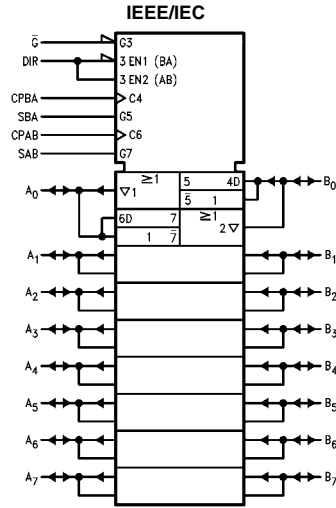 IEEE/IEC
G̅ G3
DIR 3 EN1 (BA)
3 EN2 (AB)
CPBA C4
SBA G5
CPAB C6
SAB G7
A0 ▽1 ≥1 5 4D B0
5̅ 1
6D 7 ≥1
1 7̅ 2▽
A1 B1
A2 B2
A3 B3
A4 B4
A5 B5
A6 B6
A7 B7